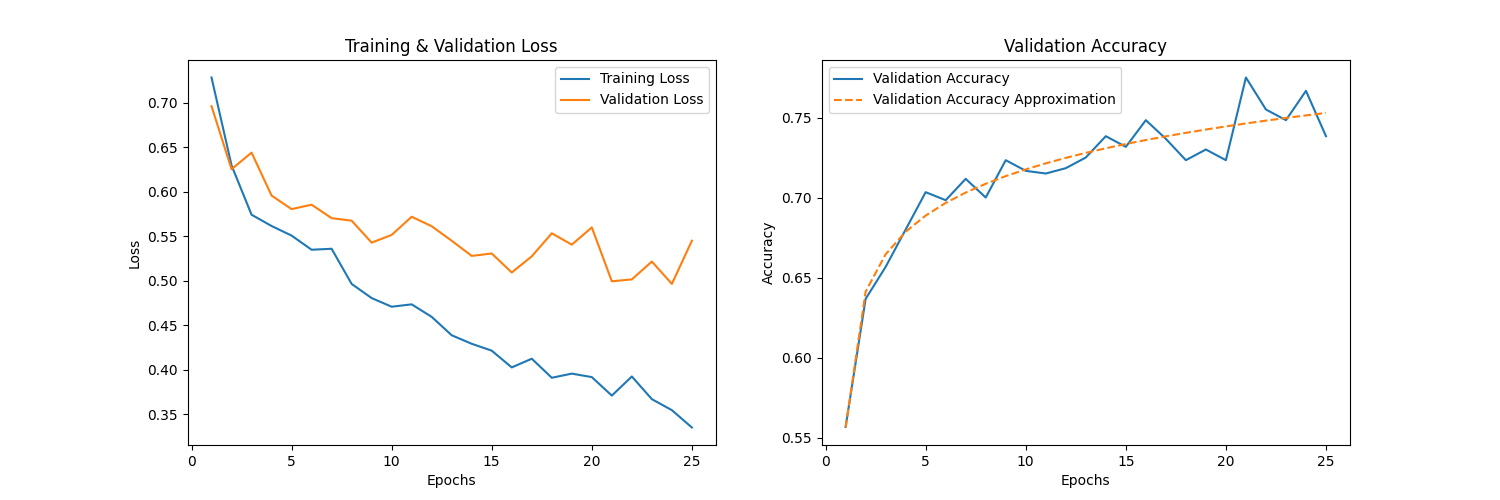 Training & Validation Loss
Training Loss
Validation Loss
0.70
0.65
0.60
0.55
0.50
0.45
0.40
0.35
Loss
0
5
10
15
20
25
Epochs
Validation Accuracy
Validation Accuracy
Validation Accuracy Approximation
0.75
0.70
0.65
0.60
0.55
Accuracy
0
5
10
15
20
25
Epochs